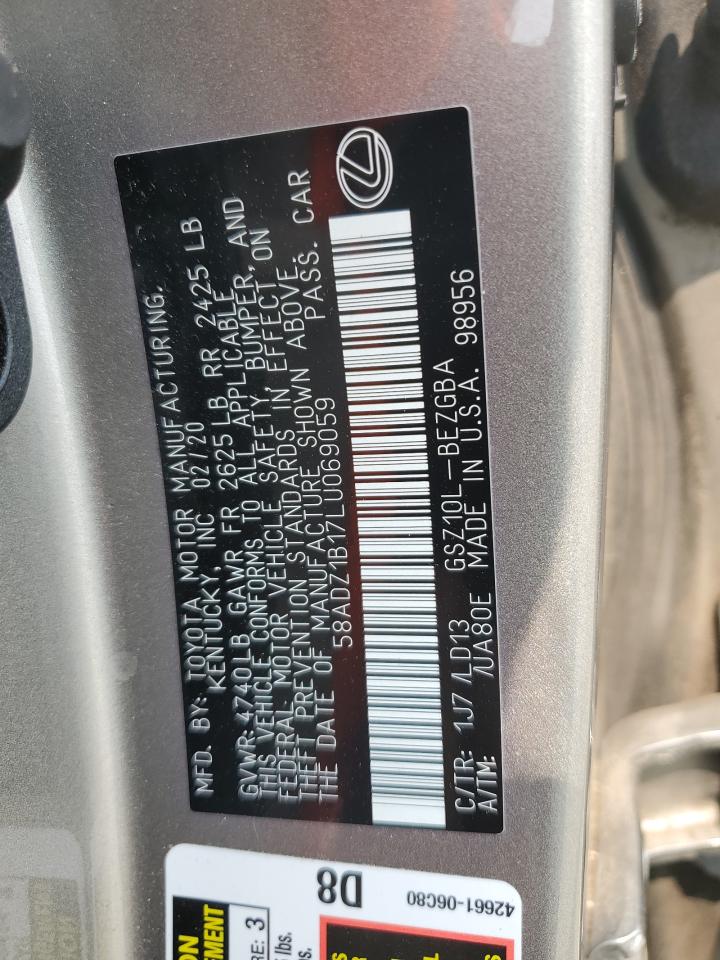 MFD. BY: TOYOTA MOTOR MANUFACTURING,
KENTUCKY, INC 02/20
GVWR:4740LB GAWR FR 2625 LB RR 2425 LB
THIS VEHICLE CONFORMS TO ALL APPLICABLE
FEDERAL MOTOR VEHICLE SAFETY, BUMPER, AND
THEFT PREVENTION STANDARDS IN EFFECT ON
THE DATE OF MANUFACTURE SHOWN ABOVE.
58ADZ1B17LU069059 PASS. CAR
C/TR: 1J7 /LD13 GSZ10L-BEZGBA
A/TM: /UA80E MADE IN U.S.A. 98956
D8
42661-06C80
: 3
lbs.